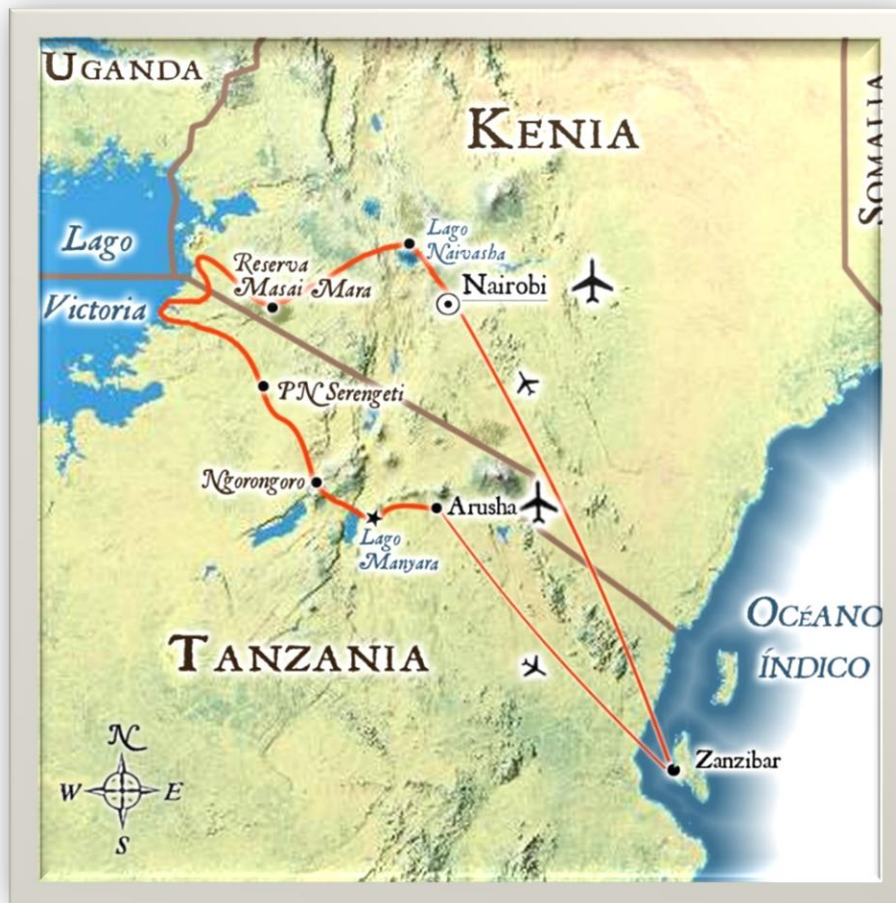 UGANDA
KENIA
SOMALIA
Lago
Victoria
Lago
Naivasha
Reserva
Masai Mara
Nairobi
PN Serengeti
Ngorongoro
Arusha
Lago
Manyara
TANZANIA
OCÉANO
ÍNDICO
Zanzibar
N
W E
S